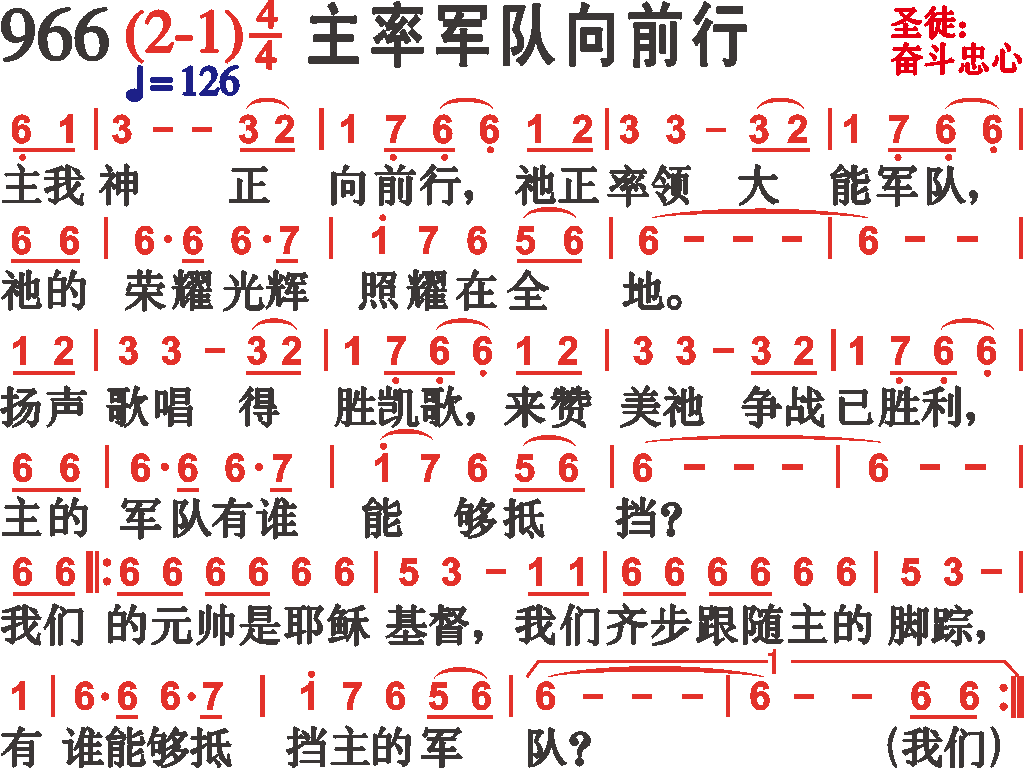 966 (2-1) 4/4 主率军队向前行 圣徒:
♩=126 奋斗忠心
6 1 | 3 - - 3 2 | 1 7 6 6 1 2 | 3 3 - 3 2 | 1 7 6 6 |
主我神 正 向前行, 祂正率领 大 能军队,
6 6 | 6·6 6·7 | i 7 6 5 6 | 6 - - - | 6 - - |
祂的 荣耀光辉 照耀在全 地。
1 2 | 3 3 - 3 2 | 1 7 6 6 1 2 | 3 3 - 3 2 | 1 7 6 6 |
扬声 歌唱 得 胜凯歌, 来赞 美祂 争战已胜利,
6 6 | 6·6 6·7 | i 7 6 5 6 | 6 - - - | 6 - - |
主的 军队有谁 能 够抵 挡?
6 6 ‖: 6 6 6 6 6 6 | 5 3 - 1 1 | 6 6 6 6 6 6 | 5 3 - |
我们 的元帅是耶稣 基督, 我们齐步跟随主的 脚踪,
1
1 | 6·6 6·7 | i 7 6 5 6 | 6 - - - | 6 - - 6 6 :‖
有 谁能够抵 挡主的军 队? (我们)